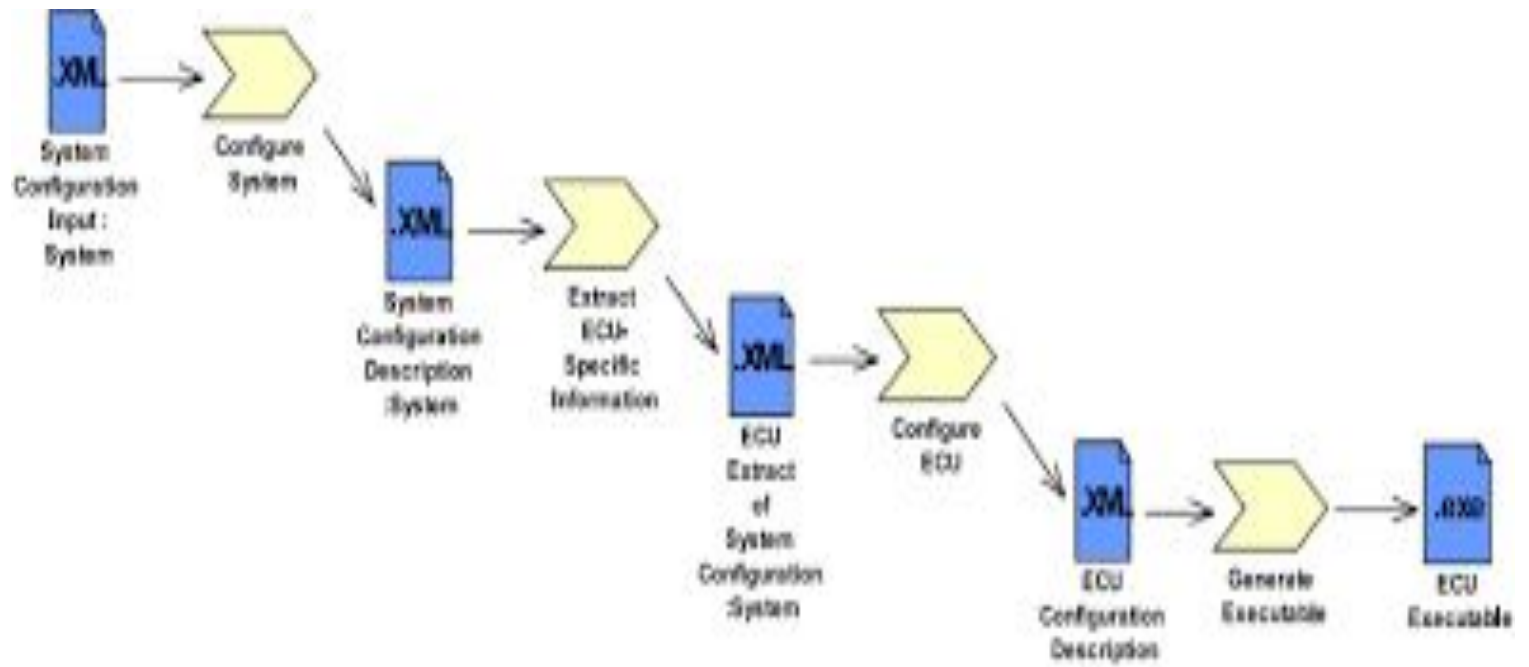 .XML
System
Configuration
Input :
System
Configure
System
.XML
System
Configuration
Description
:System
Extract
ECU-
Specific
Information
.XML
ECU
Extract
of
System
Configuration
:System
Configure
ECU
.XML
ECU
Configuration
Description
Generate
Executable
.exe
ECU
Executable